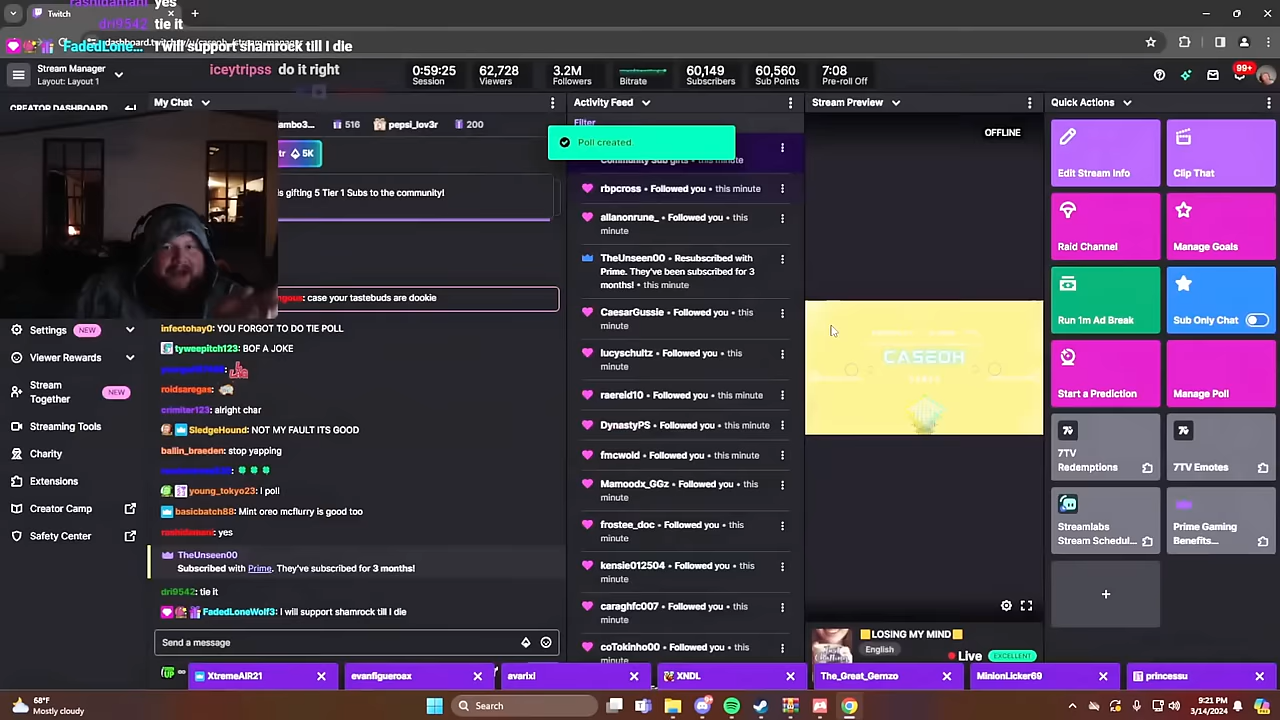 rashidamani yes
Twitch
dri9542 tie it
FadedLone... I will support shamrock till I die
iceytripss do it right
Stream Manager
Layout: Layout 1
0:59:25
Session
62,728
Viewers
3.2M
Followers
Bitrate
60,149
Subscribers
60,560
Sub Points
7:08
Pre-roll Off
99+
CREATOR DASHBOARD
My Chat
Activity Feed
Stream Preview
Quick Actions
516
pepsi_lov3r
200
5K
is gifting 5 Tier 1 Subs to the community!
case your tastebuds are dookie
infectohay0: YOU FORGOT TO DO TIE POLL
tyweepitch123: BOF A JOKE
roidsaregas:
crimiter123: alright char
SledgeHound: NOT MY FAULT ITS GOOD
ballin_braeden: stop yapping
young_tokyo23: I poll
basicbatch88: Mint oreo mcflurry is good too
rashidamani: yes
TheUnseen00
Subscribed with Prime. They've subscribed for 3 months!
dri9542: tie it
FadedLoneWolf3: I will support shamrock till I die
Send a message
Settings NEW
Viewer Rewards
Stream Together NEW
Streaming Tools
Charity
Extensions
Creator Camp
Safety Center
Filter
Poll created.
Community Sub gifts • this minute
rbpcross • Followed you • this minute
allanonrune_ • Followed you • this
minute
TheUnseen00 • Resubscribed with
Prime. They've been subscribed for 3
months! • this minute
CaesarGussie • Followed you • this
minute
lucyschultz • Followed you • this
minute
raereid10 • Followed you • this minute
DynastyPS • Followed you • this minute
fmcwold • Followed you • this minute
Mamoodx_GGz • Followed you • this
minute
frostee_doc • Followed you • this
minute
kensie012504 • Followed you • this
minute
caraghfc007 • Followed you • this
minute
coTokinho00 • Followed you • this
OFFLINE
CASEOH
LOSING MY MIND
English
Live
EXCELLENT
Edit Stream Info
Clip That
Raid Channel
Manage Goals
Run 1m Ad Break
Sub Only Chat
Start a Prediction
Manage Poll
7TV
Redemptions
7TV Emotes
Streamlabs
Stream Schedul...
Prime Gaming
Benefits...
XtremeAIR21
evanfigueroax
avarixi
XNDL
The_Great_Gernzo
MinionLicker69
princessu
68°F
Mostly cloudy
Search
9:21 PM
3/14/2024